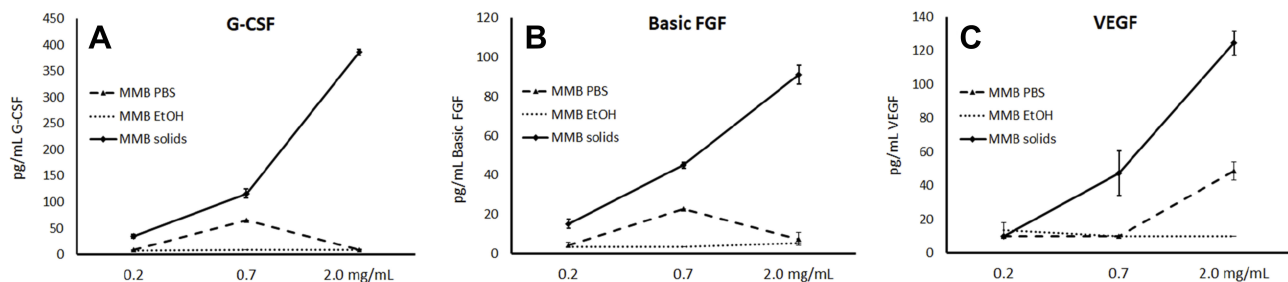 A
G-CSF
450
400
350
300
250
200
150
100
50
0
pg/mL G-CSF
MMB PBS
MMB EtOH
MMB solids
0.2 0.7 2.0 mg/mL
B
Basic FGF
120
100
80
60
40
20
0
pg/mL Basic FGF
MMB PBS
MMB EtOH
MMB solids
0.2 0.7 2.0 mg/mL
C
VEGF
140
120
100
80
60
40
20
0
pg/mL VEGF
MMB PBS
MMB EtOH
MMB solids
0.2 0.7 2.0 mg/mL